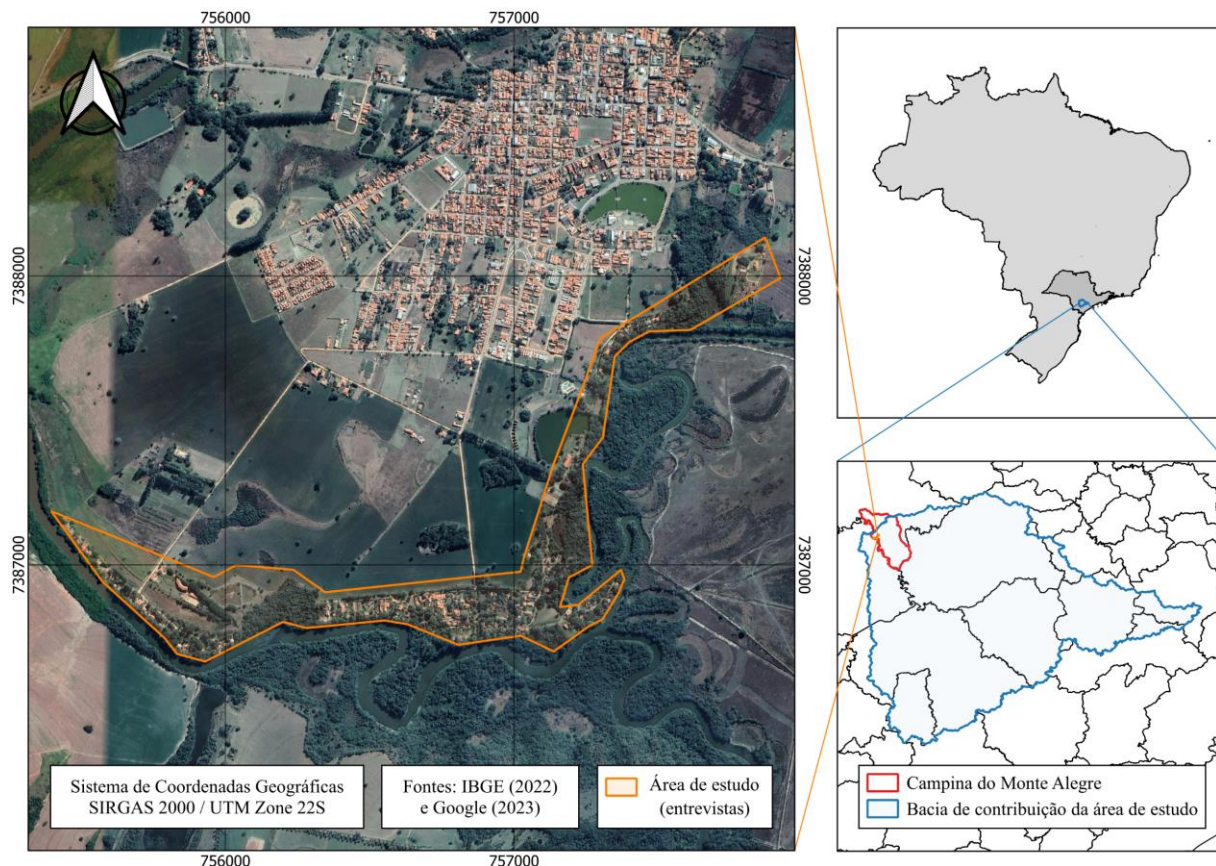 756000
757000
7388000
7388000
7387000
7387000
Sistema de Coordenadas Geográficas
SIRGAS 2000 / UTM Zone 22S
Fontes: IBGE (2022)
e Google (2023)
Área de estudo
(entrevistas)
756000
757000
Campina do Monte Alegre
Bacia de contribuição da área de estudo